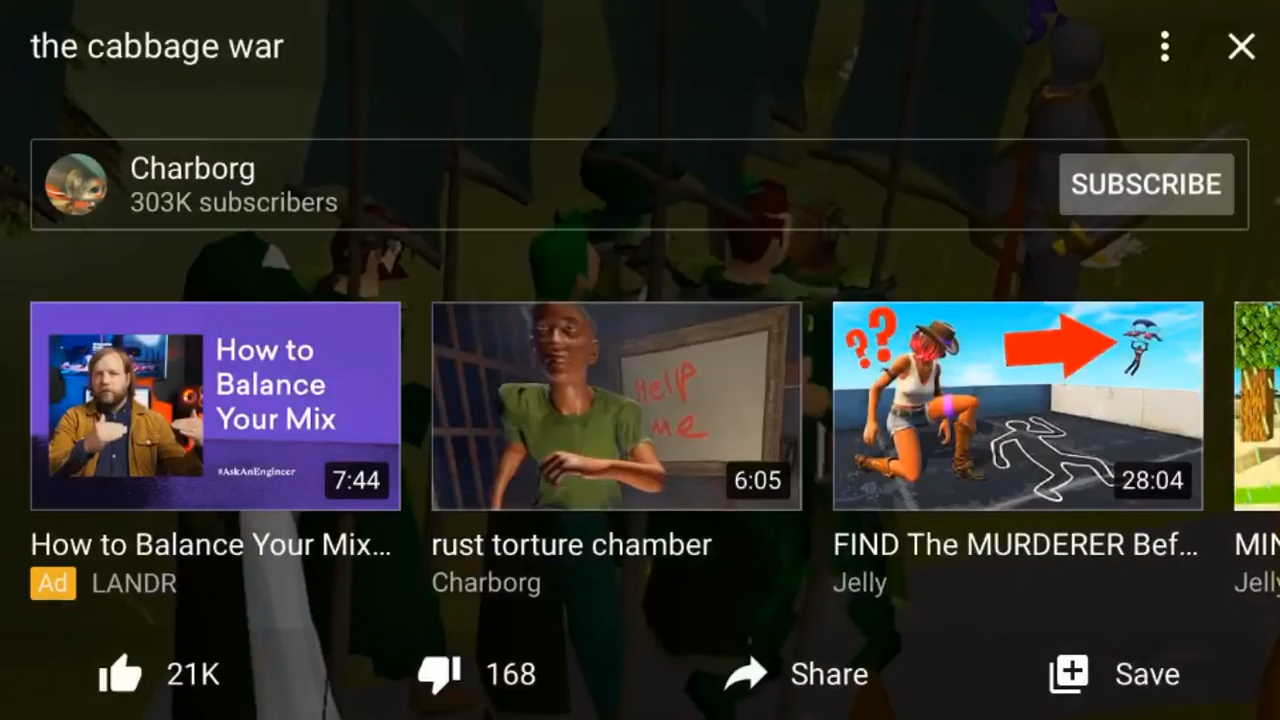 the cabbage war
Charborg
303K subscribers
SUBSCRIBE
How to
Balance
Your Mix
#AskAnEngineer
7:44
Help
me
6:05
??
28:04
How to Balance Your Mix...
Ad LANDR
rust torture chamber
Charborg
FIND The MURDERER Bef...
Jelly
MIN
Jelly
21K
168
Share
Save